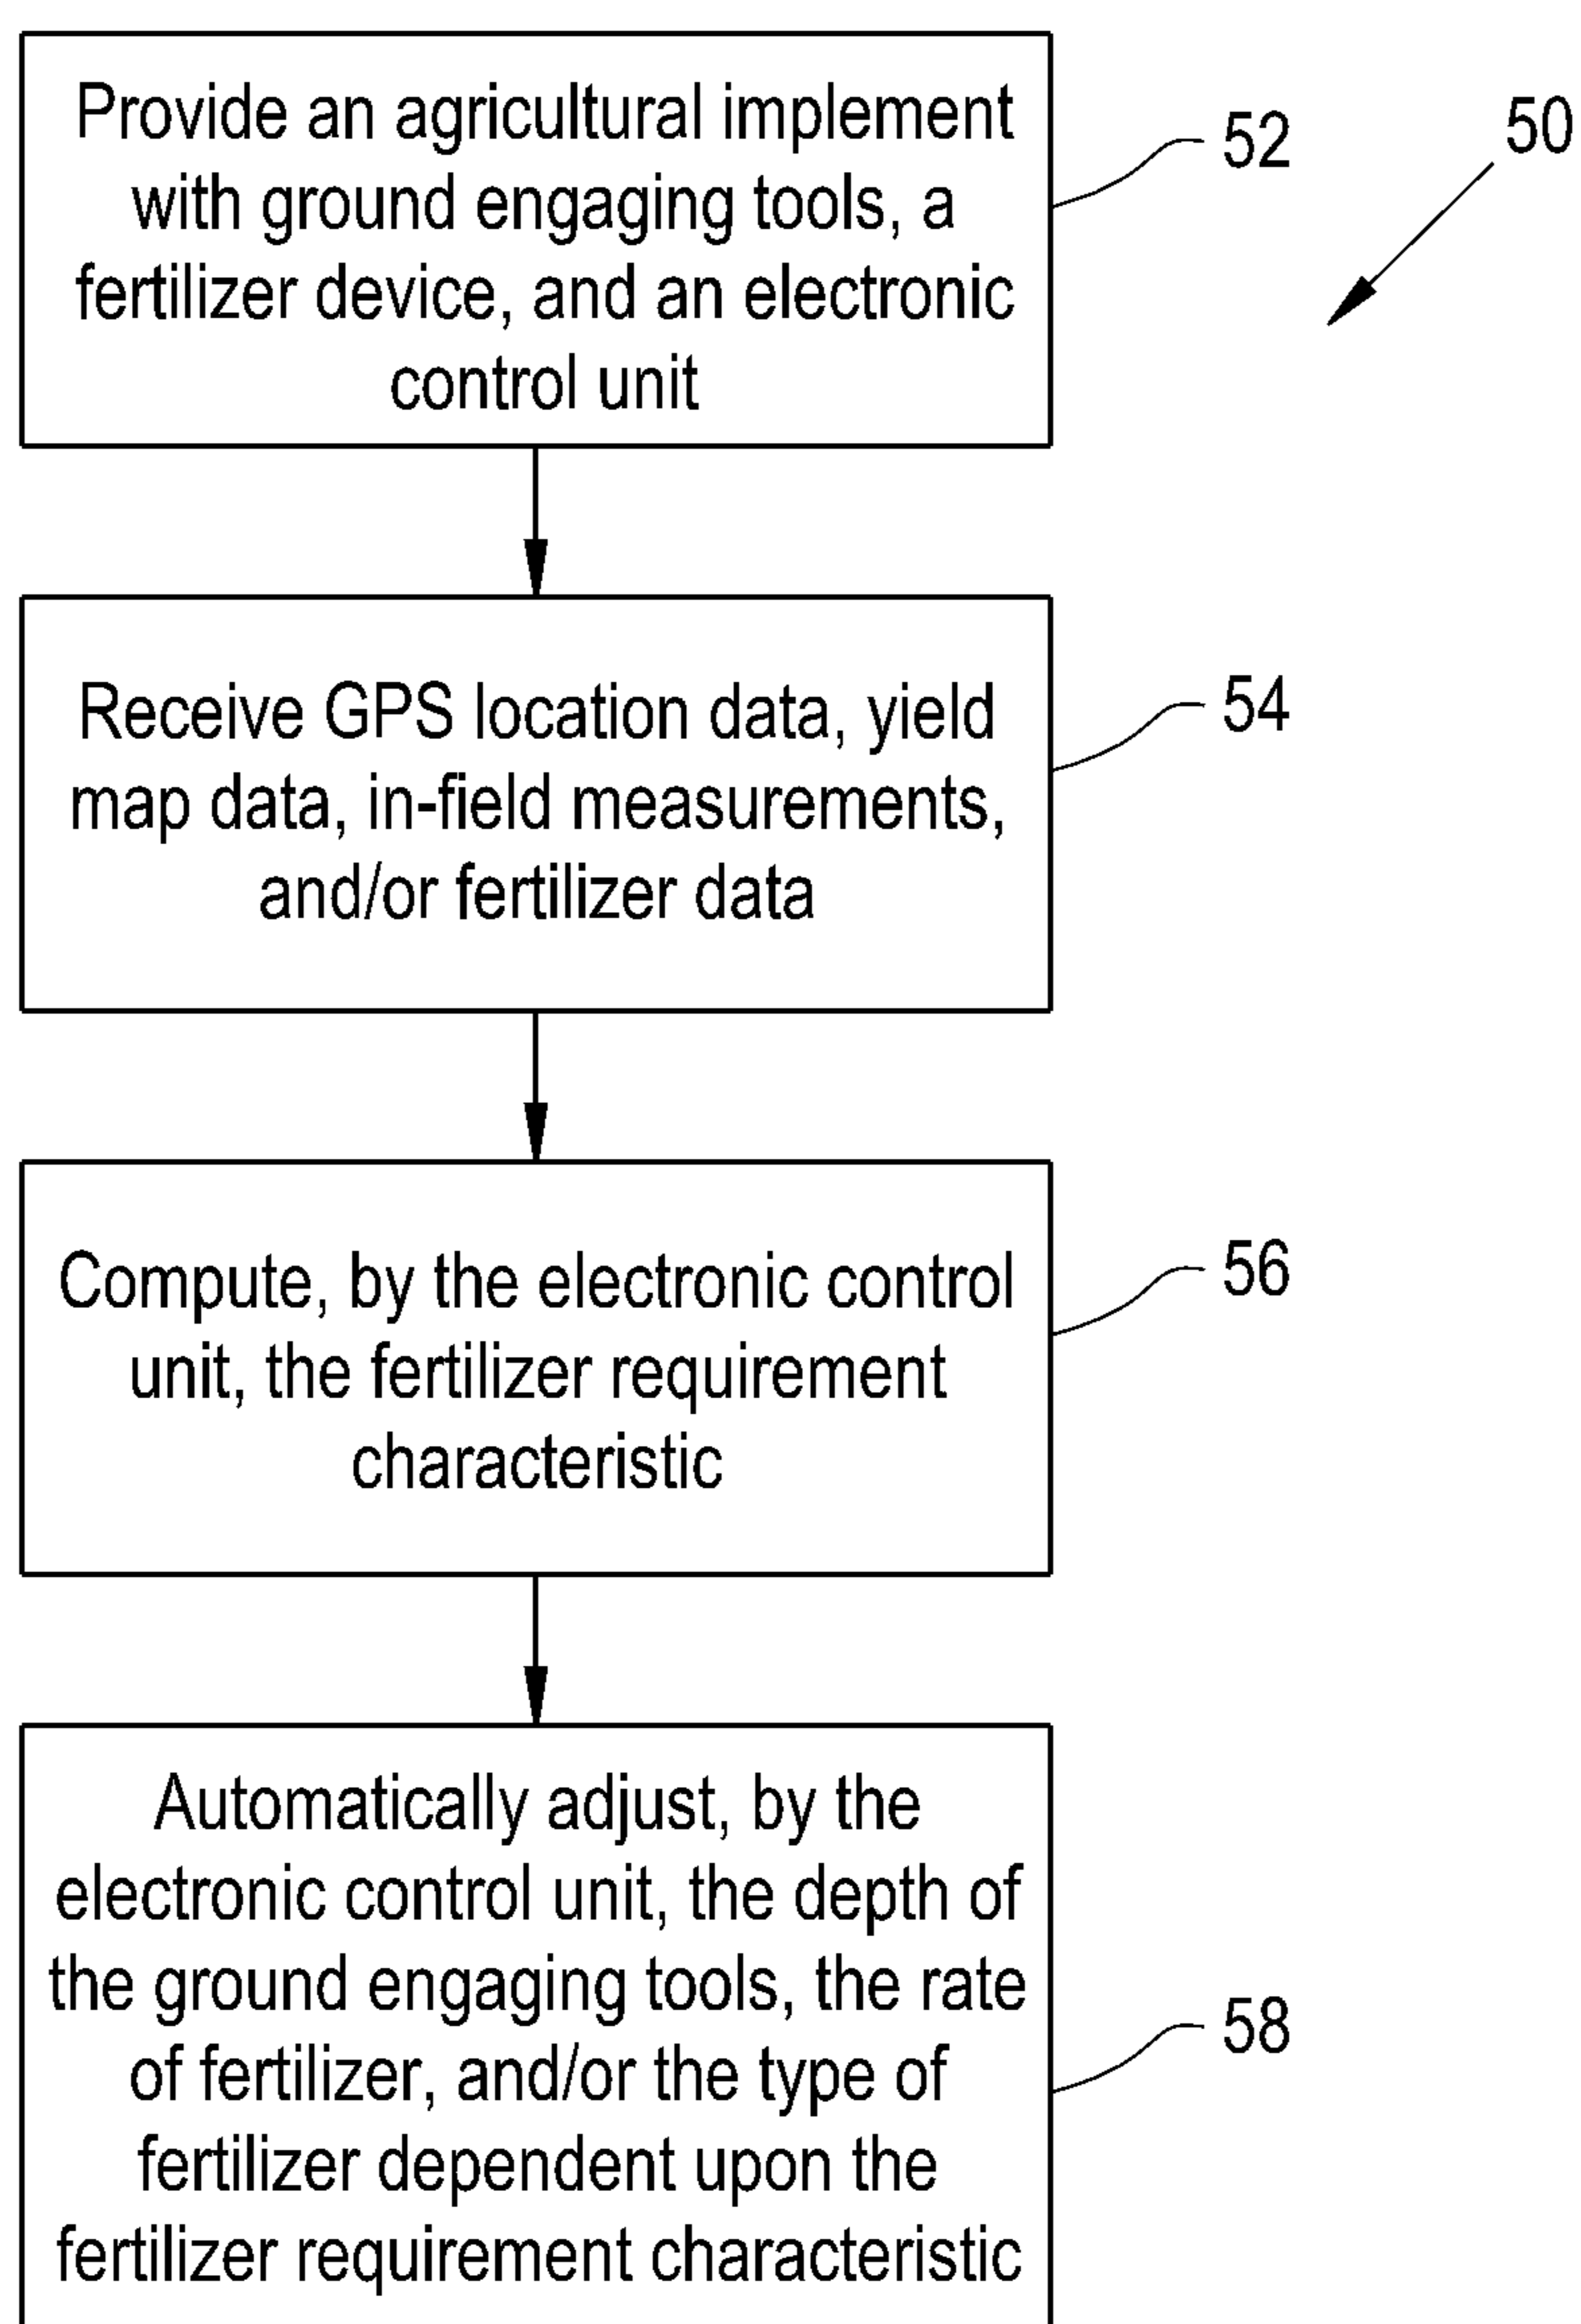 Provide an agricultural implement
with ground engaging tools, a
fertilizer device, and an electronic
control unit
52
50
Receive GPS location data, yield
map data, in-field measurements,
and/or fertilizer data
54
Compute, by the electronic control
unit, the fertilizer requirement
characteristic
56
Automatically adjust, by the
electronic control unit, the depth of
the ground engaging tools, the rate
of fertilizer, and/or the type of
fertilizer dependent upon the
fertilizer requirement characteristic
58